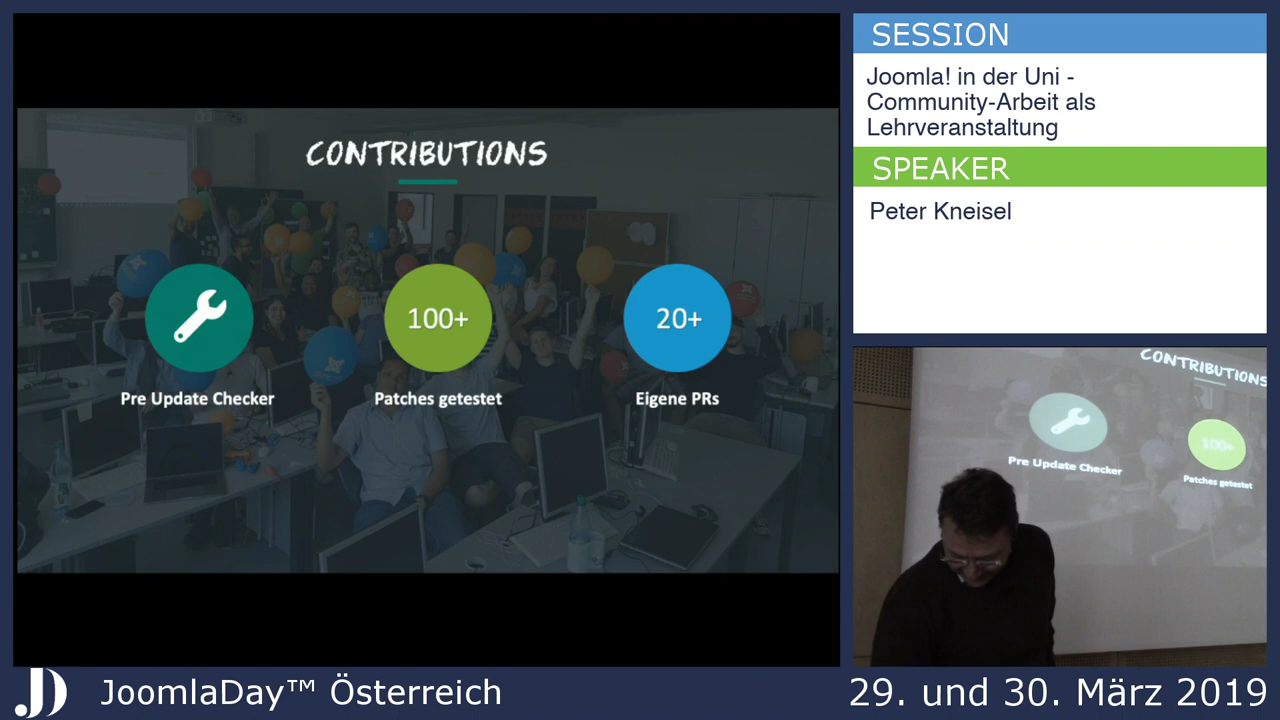 CONTRIBUTIONS
100+
20+
Pre Update Checker
Patches getestet
Eigene PRs
SESSION
Joomla! in der Uni -
Community-Arbeit als
Lehrveranstaltung
SPEAKER
Peter Kneisel
CONTRIBUTIONS
100+
Pre Update Checker
Patches getestet
JoomlaDay™ Österreich
29. und 30. März 2019